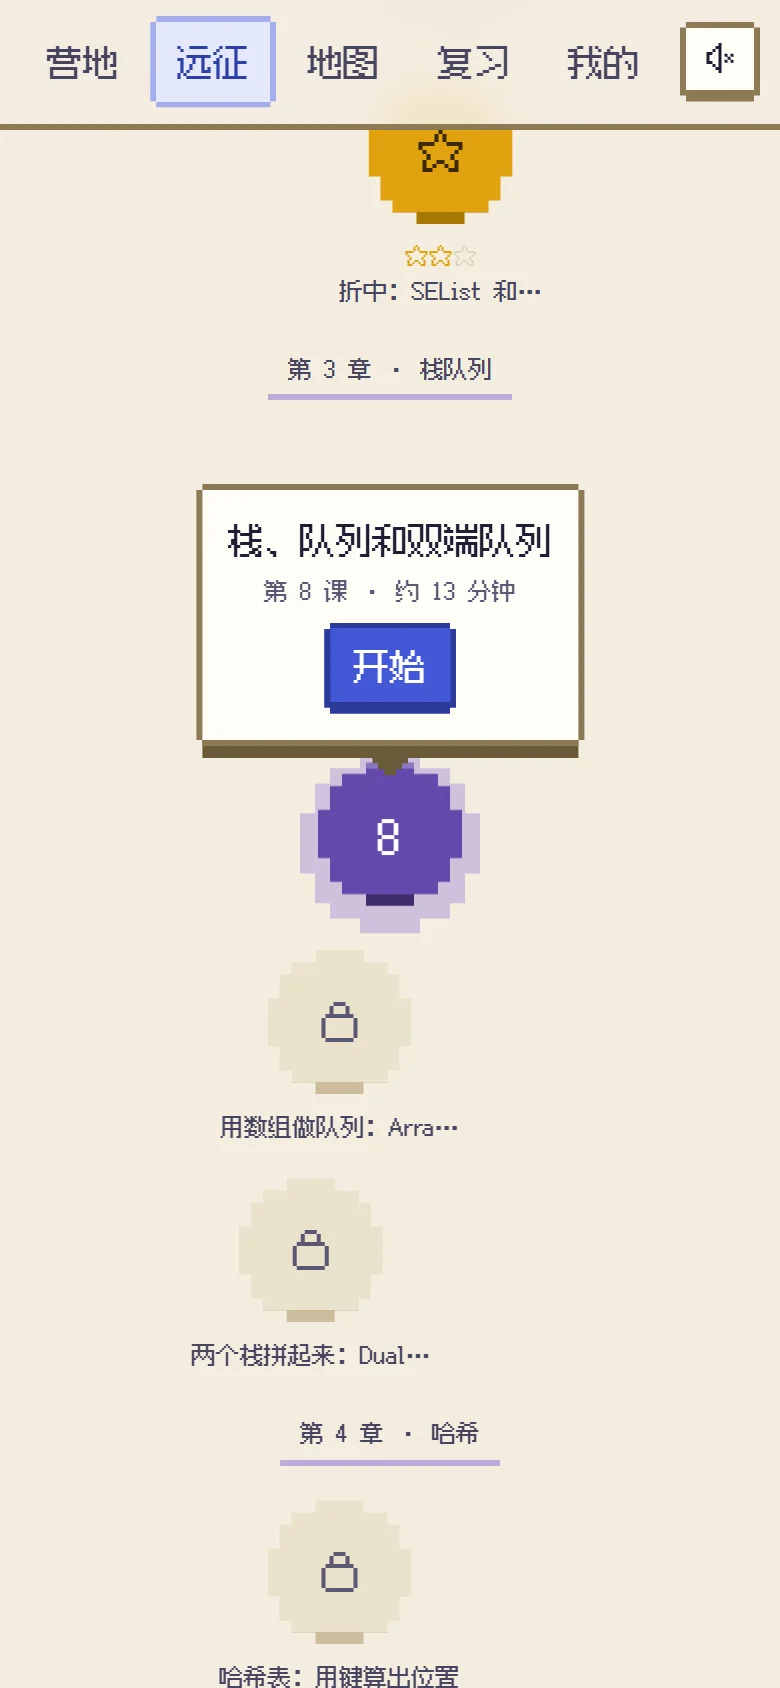 营地 远征 地图 复习 我的
折中：SEList 和…
第 3 章 · 栈队列
栈、队列和双端队列
第 8 课 · 约 13 分钟
开始
8
用数组做队列：Arra…
两个栈拼起来：Dual…
第 4 章 · 哈希
哈希表：用键算出位置